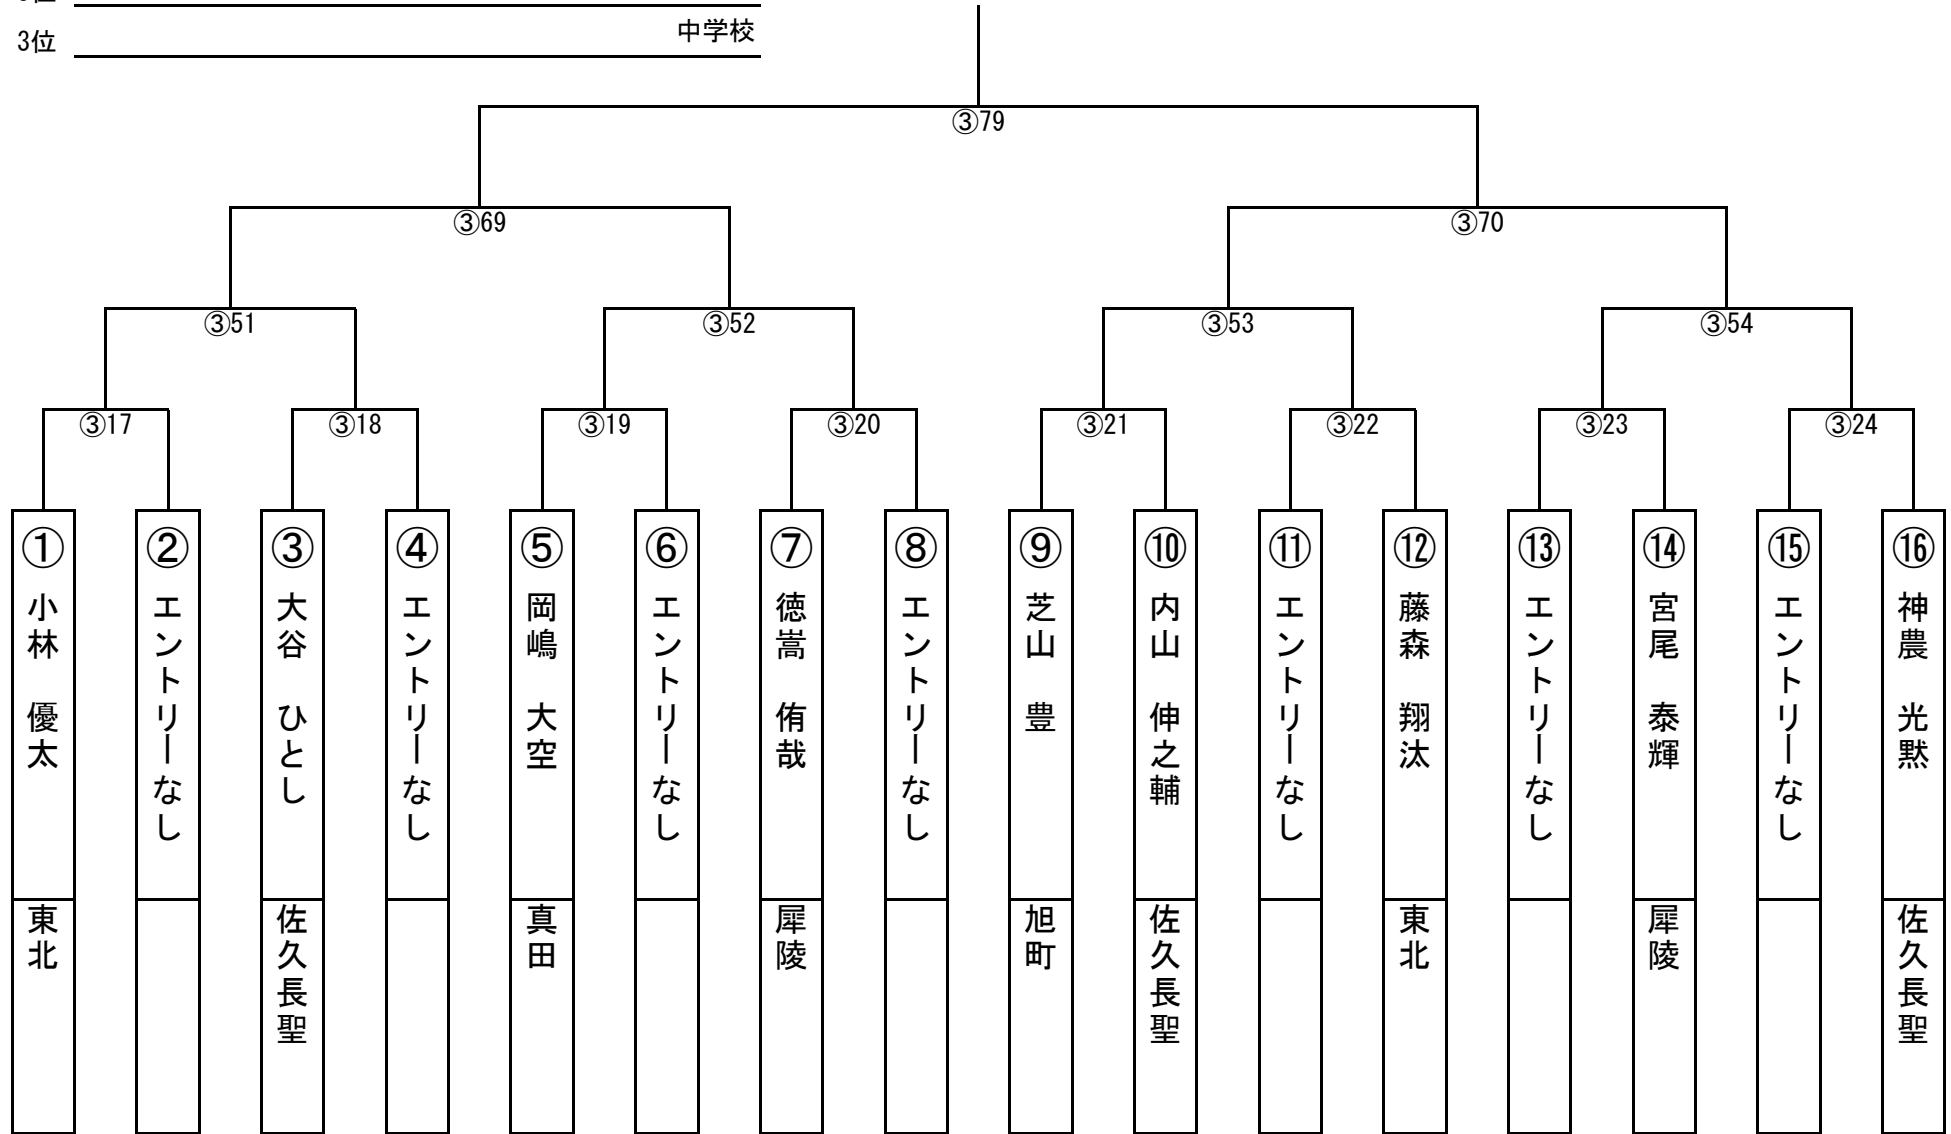 3位
中学校
③79
③69
③70
③51
③52
③53
③54
③17
③18
③19
③20
③21
③22
③23
③24
①
小林　優太
東北
②
エントリーなし
③
大谷　ひとし
佐久長聖
④
エントリーなし
⑤
岡嶋　大空
真田
⑥
エントリーなし
⑦
徳嵩　侑哉
犀陵
⑧
エントリーなし
⑨
芝山　豊
旭町
⑩
内山　伸之輔
佐久長聖
⑪
エントリーなし
⑫
藤森　翔汰
東北
⑬
エントリーなし
⑭
宮尾　泰輝
犀陵
⑮
エントリーなし
⑯
神農　光黙
佐久長聖